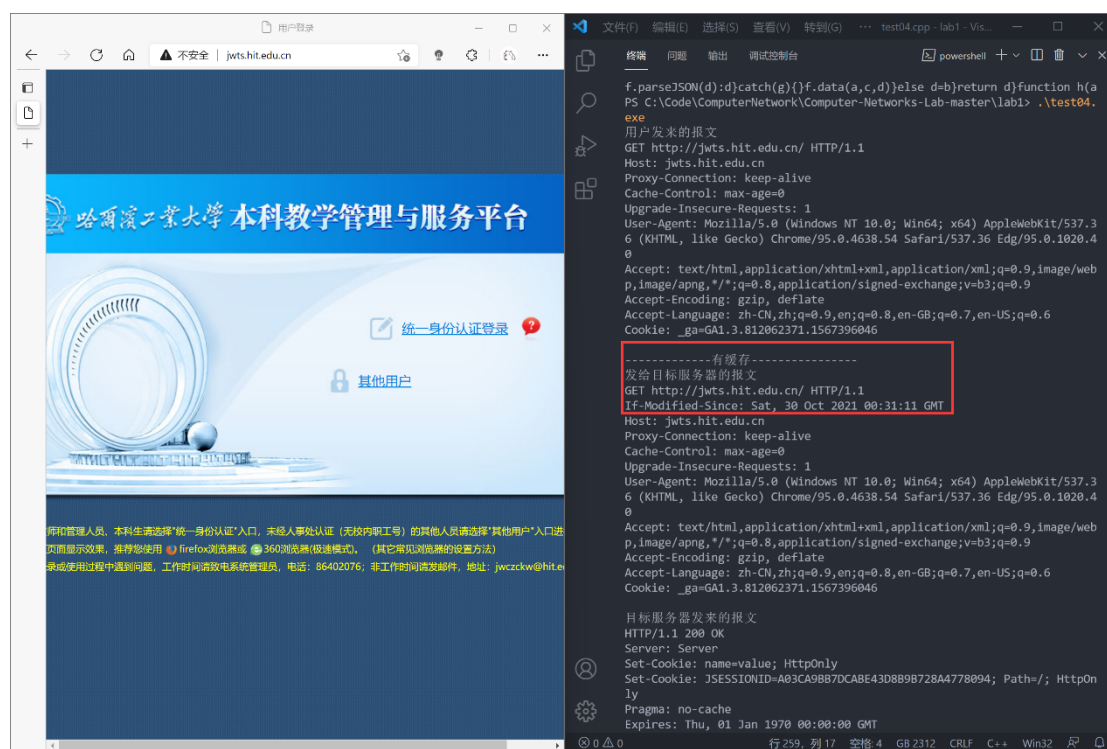 用户登录
不安全 | jwts.hit.edu.cn
哈尔滨工业大学 本科教学管理与服务平台
统一身份认证登录
?
其他用户
师和管理人员，本科生请选择"统一身份认证"入口，未经人事处认证（无校内职工号）的其他人员请选择"其他用户"入口进
页面显示效果，推荐您使用 firefox浏览器或 360浏览器(极速模式)。 （其它常见浏览器的设置方法）
录或使用过程中遇到问题，工作时间请致电系统管理员，电话：86402076；非工作时间请发邮件，地址：jwczckw@hit.e
文件(F) 编辑(E) 选择(S) 查看(V) 转到(G) ··· test04.cpp - lab1 - Vis...
终端 问题 输出 调试控制台 powershell
f.parseJSON(d):d}catch(g){}f.data(a,c,d)}else d=b}return d}function h(a
PS C:\Code\ComputerNetwork\Computer-Networks-Lab-master\lab1> .\test04.
exe
用户发来的报文
GET http://jwts.hit.edu.cn/ HTTP/1.1
Host: jwts.hit.edu.cn
Proxy-Connection: keep-alive
Cache-Control: max-age=0
Upgrade-Insecure-Requests: 1
User-Agent: Mozilla/5.0 (Windows NT 10.0; Win64; x64) AppleWebKit/537.3
6 (KHTML, like Gecko) Chrome/95.0.4638.54 Safari/537.36 Edg/95.0.1020.4
0
Accept: text/html,application/xhtml+xml,application/xml;q=0.9,image/web
p,image/apng,*/*;q=0.8,application/signed-exchange;v=b3;q=0.9
Accept-Encoding: gzip, deflate
Accept-Language: zh-CN,zh;q=0.9,en;q=0.8,en-GB;q=0.7,en-US;q=0.6
Cookie: _ga=GA1.3.812062371.1567396046
-------------有缓存----------------
发给目标服务器的报文
GET http://jwts.hit.edu.cn/ HTTP/1.1
If-Modified-Since: Sat, 30 Oct 2021 00:31:11 GMT
Host: jwts.hit.edu.cn
Proxy-Connection: keep-alive
Cache-Control: max-age=0
Upgrade-Insecure-Requests: 1
User-Agent: Mozilla/5.0 (Windows NT 10.0; Win64; x64) AppleWebKit/537.3
6 (KHTML, like Gecko) Chrome/95.0.4638.54 Safari/537.36 Edg/95.0.1020.4
0
Accept: text/html,application/xhtml+xml,application/xml;q=0.9,image/web
p,image/apng,*/*;q=0.8,application/signed-exchange;v=b3;q=0.9
Accept-Encoding: gzip, deflate
Accept-Language: zh-CN,zh;q=0.9,en;q=0.8,en-GB;q=0.7,en-US;q=0.6
Cookie: _ga=GA1.3.812062371.1567396046
目标服务器发来的报文
HTTP/1.1 200 OK
Server: Server
Set-Cookie: name=value; HttpOnly
Set-Cookie: JSESSIONID=A03CA9BB7DCABE43D8B9B728A4778094; Path=/; HttpOn
ly
Pragma: no-cache
Expires: Thu, 01 Jan 1970 00:00:00 GMT
0 0 行 259，列 17 空格: 4 GB 2312 CRLF C++ Win32